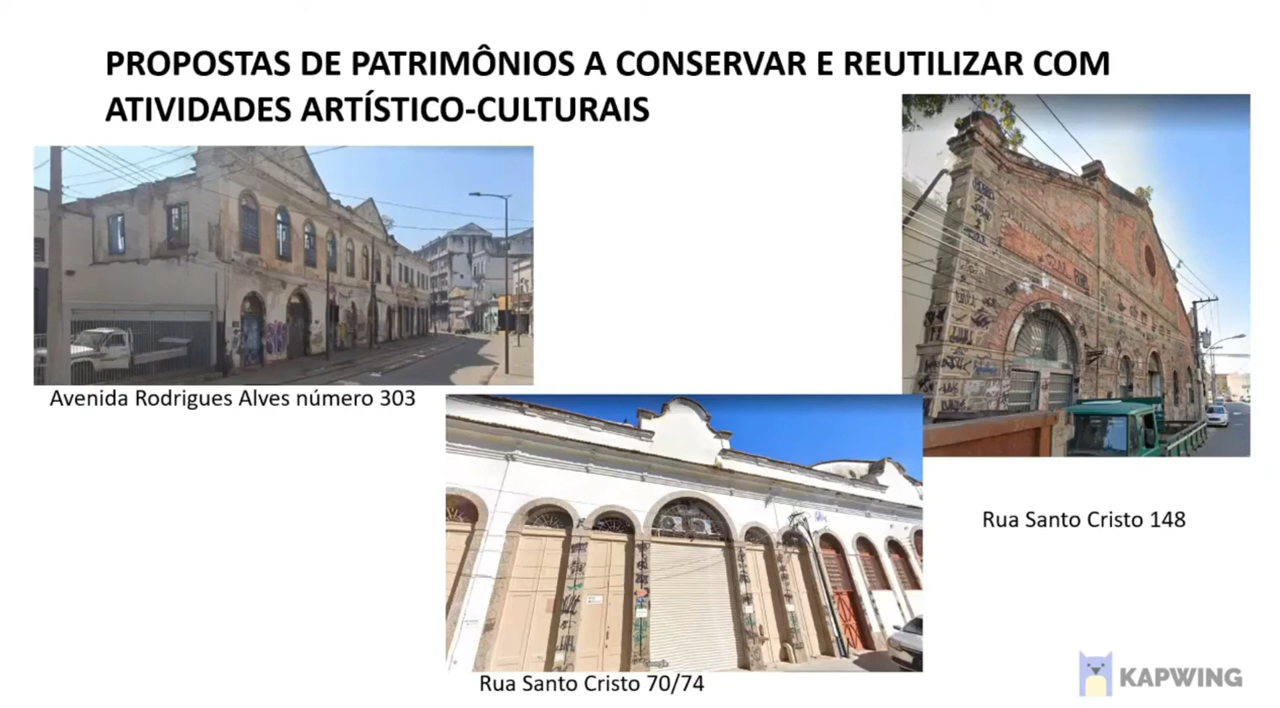 PROPOSTAS DE PATRIMÔNIOS A CONSERVAR E REUTILIZAR COM
ATIVIDADES ARTÍSTICO-CULTURAIS
Avenida Rodrigues Alves número 303
Rua Santo Cristo 148
Rua Santo Cristo 70/74
KAPWING